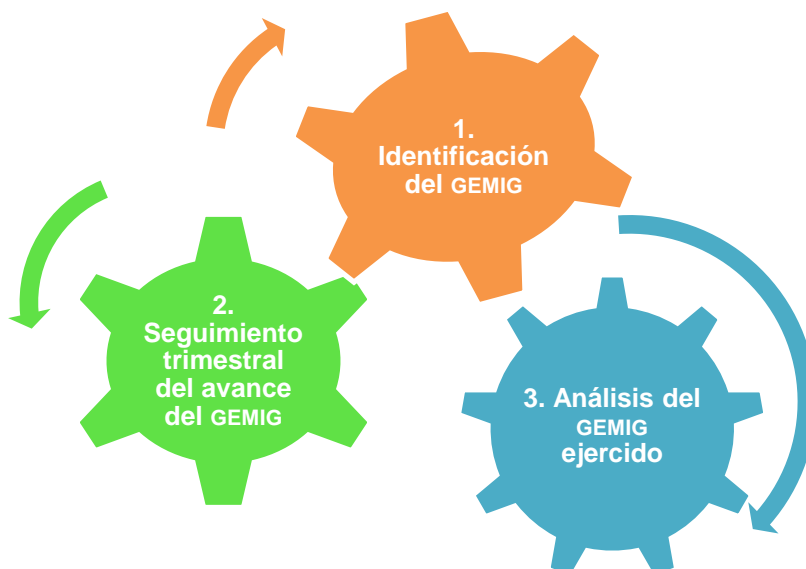 1.
Identificación
del GEMIG
2.
Seguimiento
trimestral
del avance
del GEMIG
3. Análisis del
GEMIG
ejercido